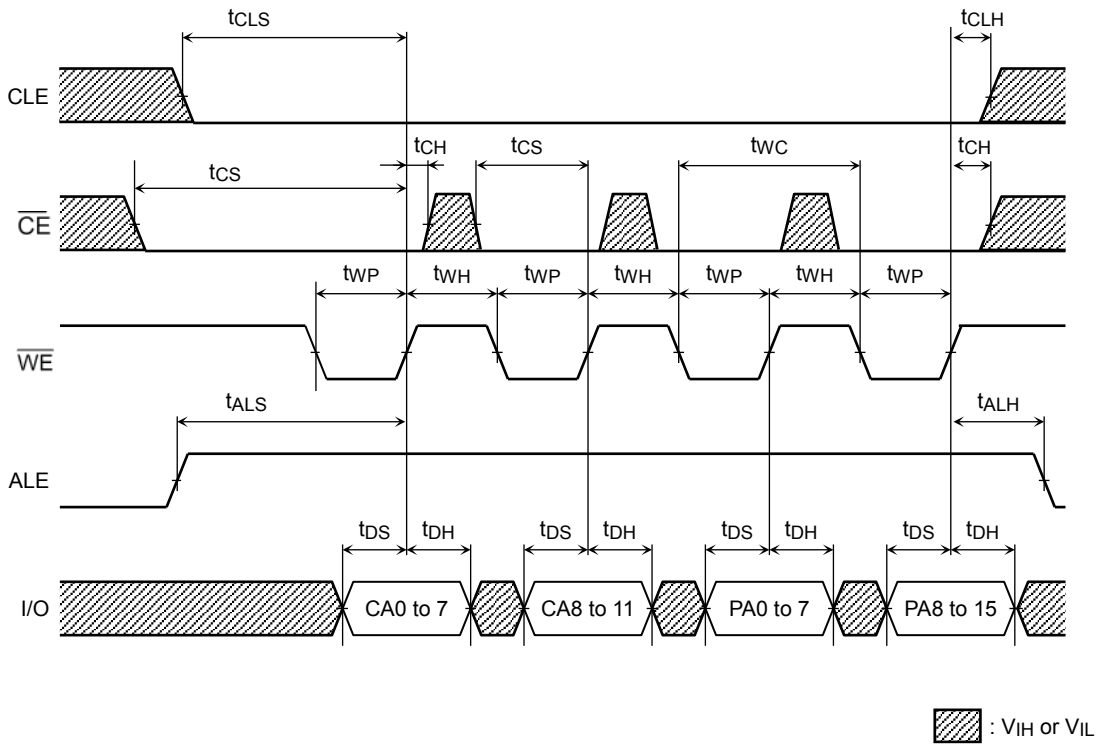 tCLS tCLH
CLE
tCH tCS tWC tCH
tCS
CE
tWP tWH tWP tWH tWP tWH tWP
WE
tALS tALH
ALE
tDS tDH tDS tDH tDS tDH tDS tDH
I/O CA0 to 7 CA8 to 11 PA0 to 7 PA8 to 15
: VIH or VIL